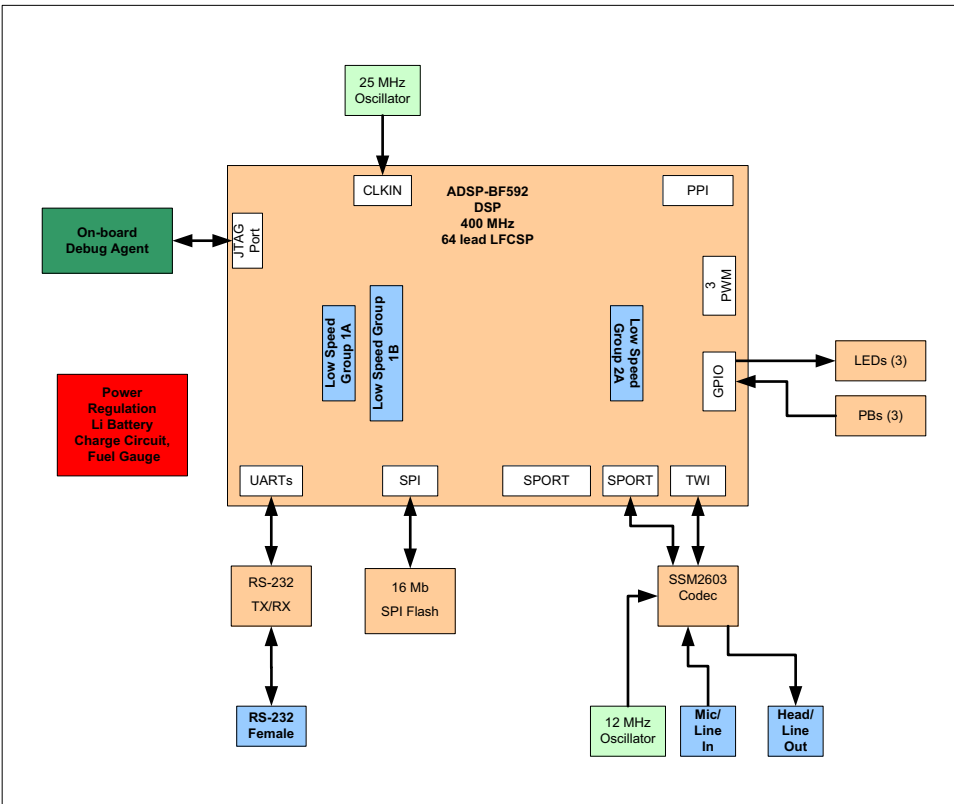 25 MHz
Oscillator
CLKIN
ADSP-BF592
DSP
400 MHz
64 lead LFCSP
PPI
On-board
Debug Agent
JTAG
Port
3
PWM
Low Speed
Group 1A
Low Speed Group
1B
Low Speed
Group 2A
GPIO
LEDs (3)
PBs (3)
Power
Regulation
Li Battery
Charge Circuit,
Fuel Gauge
UARTs
SPI
SPORT
SPORT
TWI
RS-232
TX/RX
16 Mb
SPI Flash
SSM2603
Codec
RS-232
Female
12 MHz
Oscillator
Mic/
Line
In
Head/
Line
Out